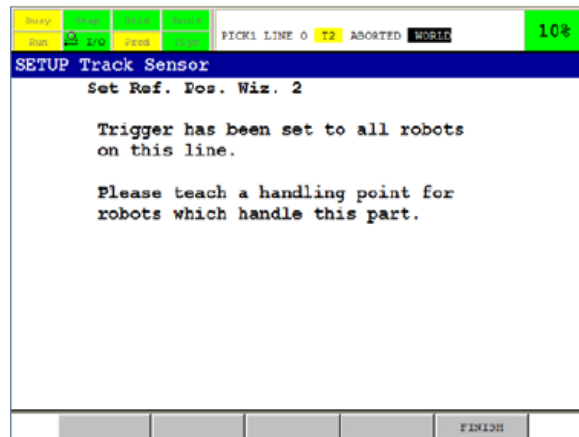 Busy Step Hold Fault
PICK1 LINE 0 T2 ABORTED WORLD 10%
Run I/O Prod
SETUP Track Sensor
Set Ref. Pos. Wiz. 2
Trigger has been set to all robots
on this line.
Please teach a handling point for
robots which handle this part.
FINISH